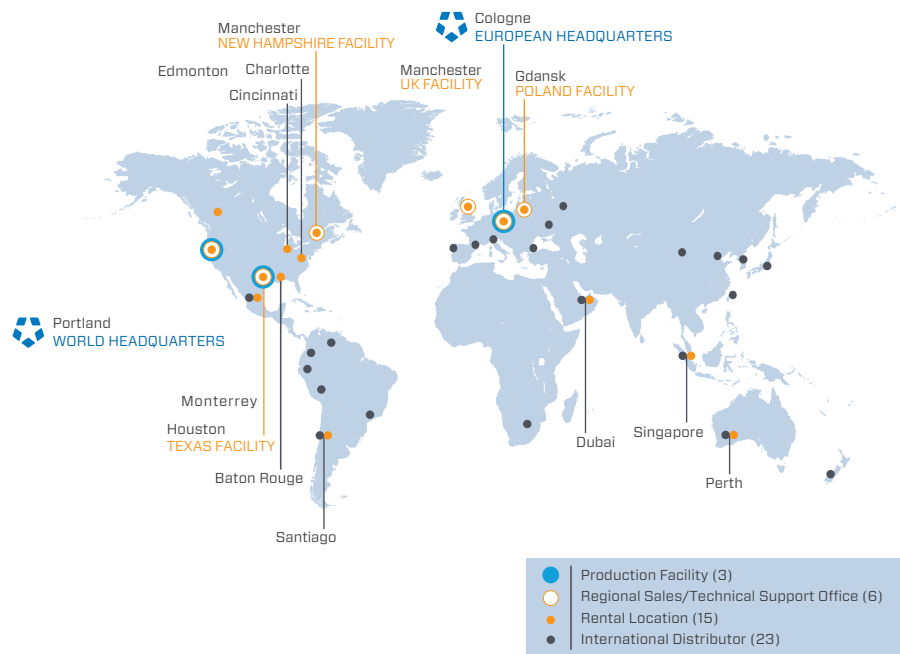 Cologne
EUROPEAN HEADQUARTERS
Manchester
NEW HAMPSHIRE FACILITY
Edmonton
Charlotte
Cincinnati
Manchester
UK FACILITY
Gdansk
POLAND FACILITY
Portland
WORLD HEADQUARTERS
Monterrey
Houston
TEXAS FACILITY
Baton Rouge
Santiago
Dubai
Singapore
Perth
Production Facility (3)
Regional Sales/Technical Support Office (6)
Rental Location (15)
International Distributor (23)